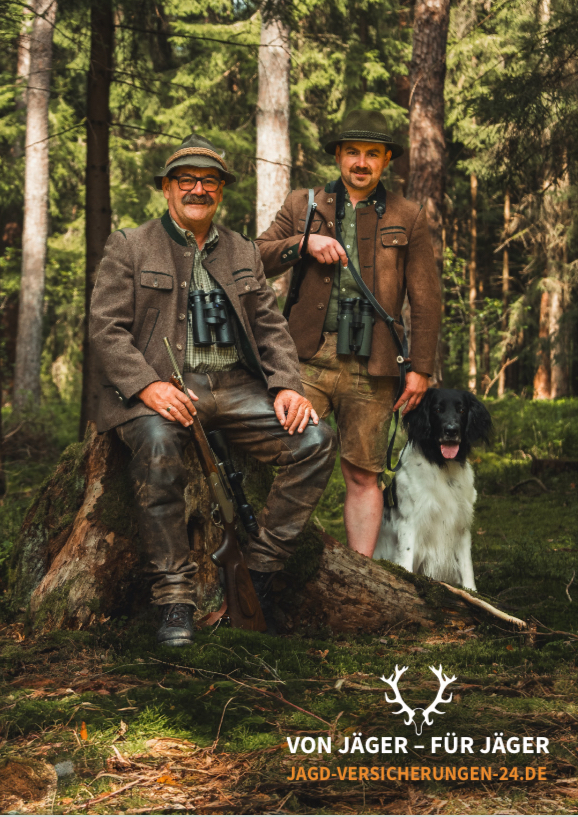 VON JÄGER – FÜR JÄGER
JAGD-VERSICHERUNGEN-24.DE